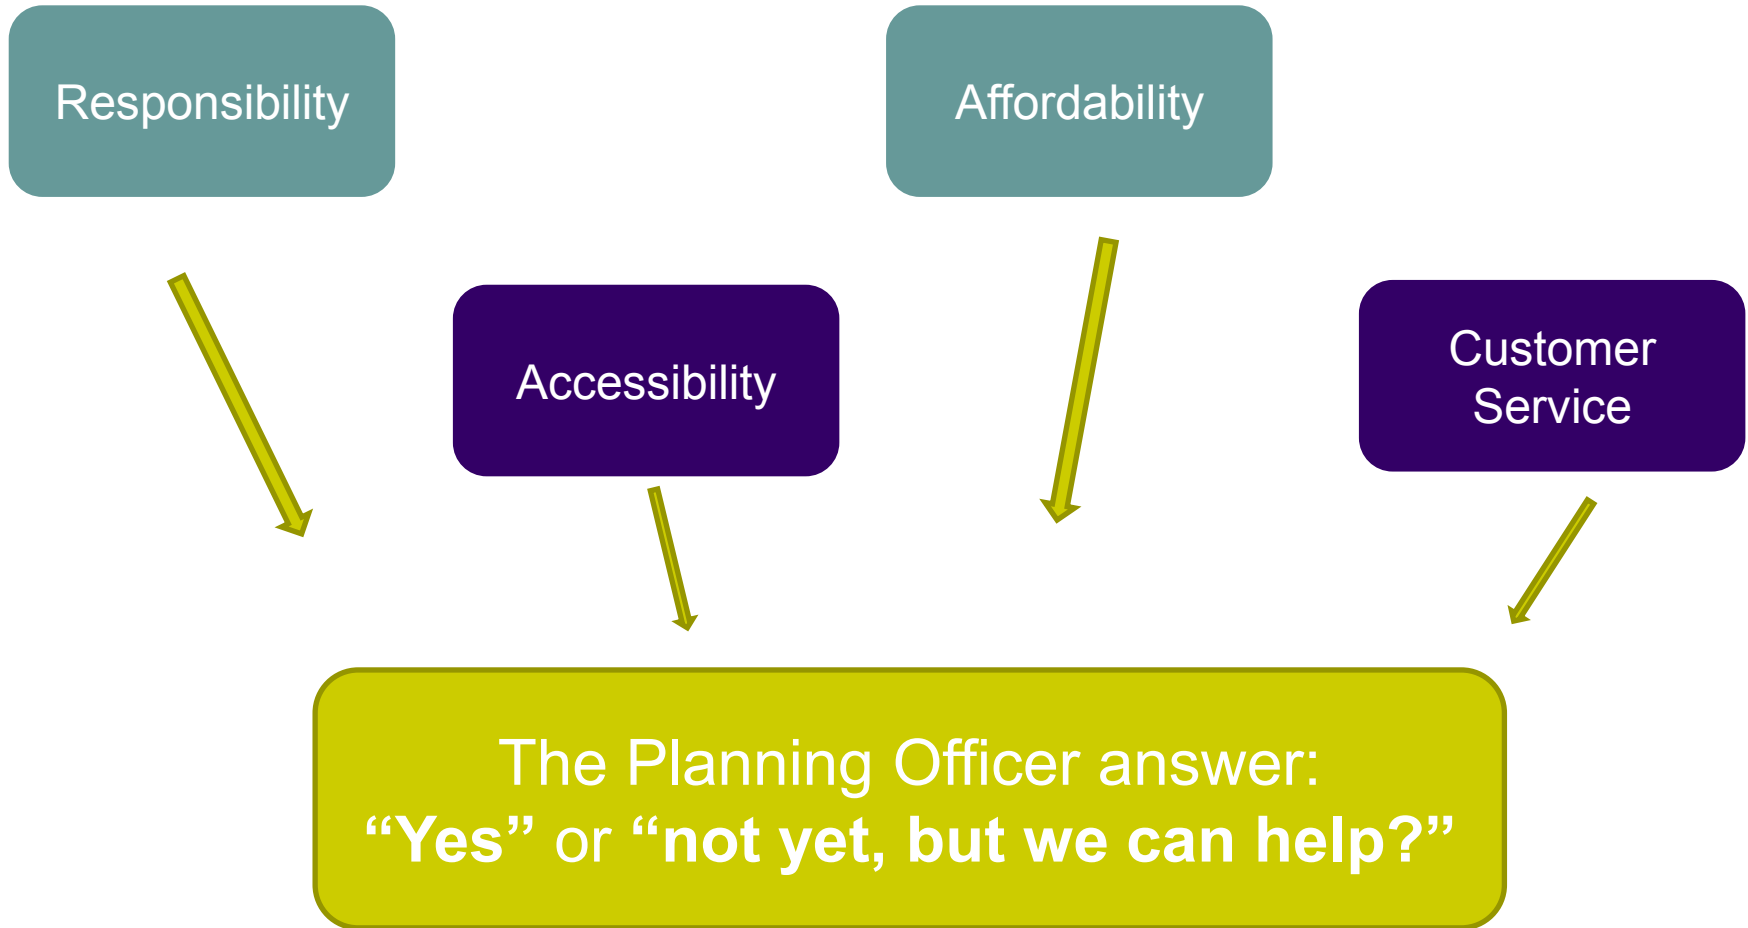 Responsibility
Affordability
Accessibility
Customer
Service
The Planning Officer answer:
“Yes” or “not yet, but we can help?”